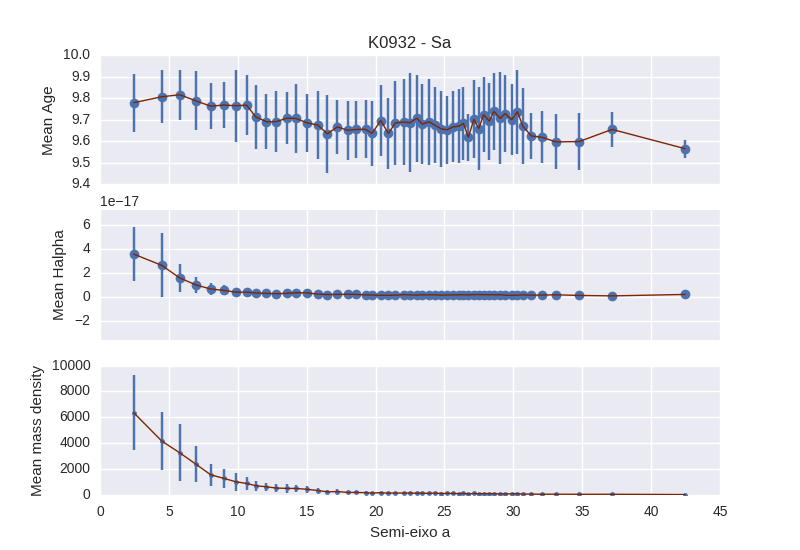 K0932 - Sa
10.0
9.9
9.8
9.7
9.6
9.5
9.4
Mean Age
1e−17
6
4
2
0
−2
Mean Halpha
10000
8000
6000
4000
2000
0
Mean mass density
0 5 10 15 20 25 30 35 40 45
Semi-eixo a